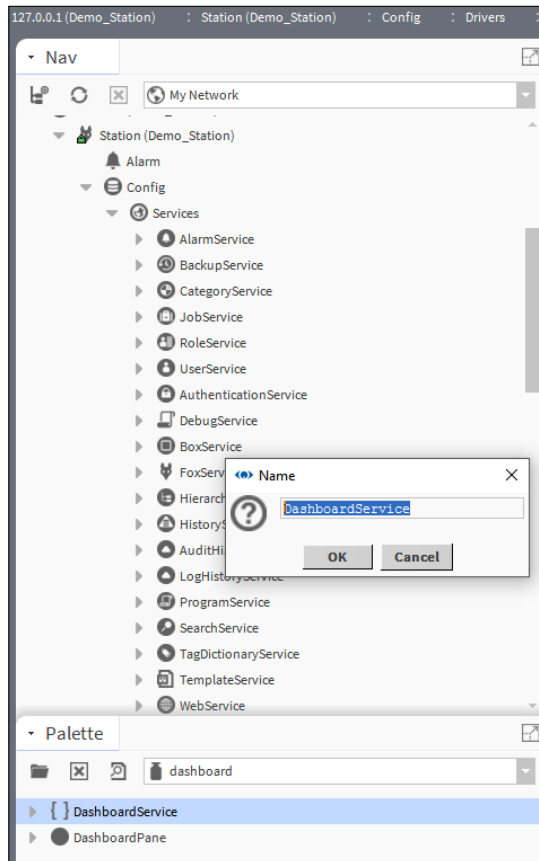 127.0.0.1 (Demo_Station) : Station (Demo_Station) : Config : Drivers :
Nav
My Network
Station (Demo_Station)
Alarm
Config
Services
AlarmService
BackupService
CategoryService
JobService
RoleService
UserService
AuthenticationService
DebugService
BoxService
FoxServ
Name
DashboardService
OK Cancel
Hierarch
HistoryS
AuditHi
LogHistoryService
ProgramService
SearchService
TagDictionaryService
TemplateService
WebService
Palette
dashboard
{ } DashboardService
DashboardPane